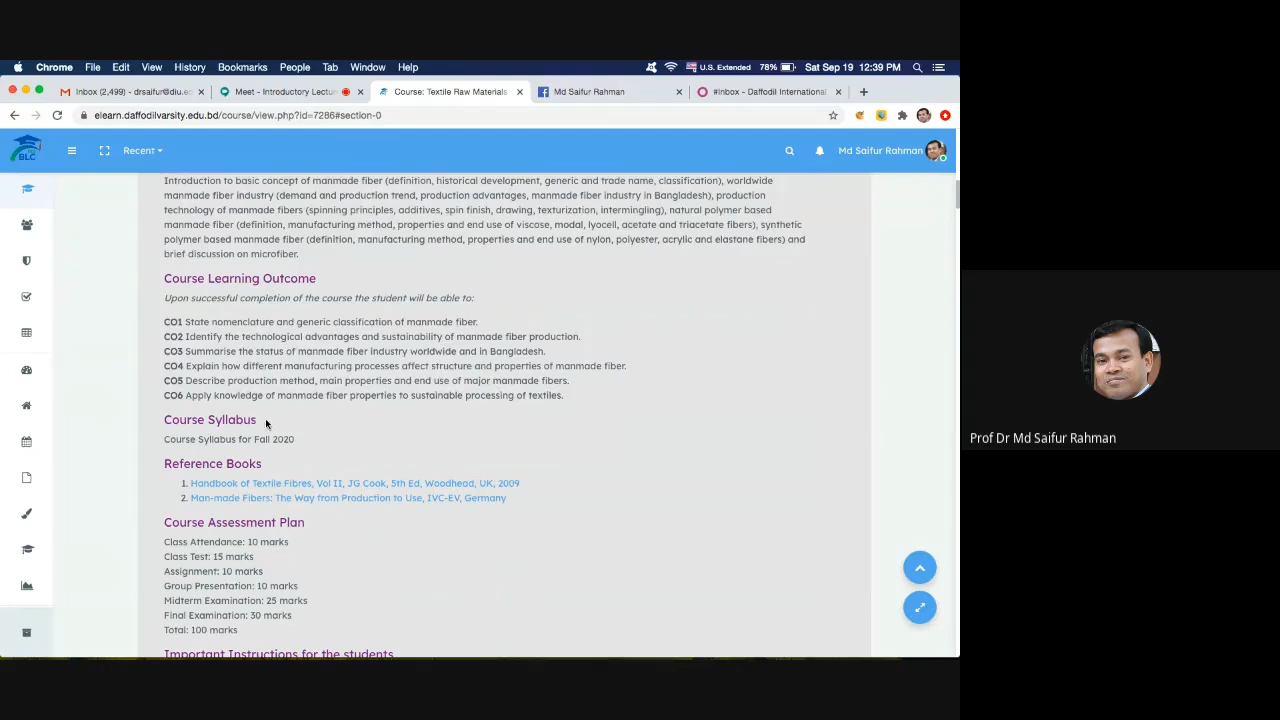 Chrome File Edit View History Bookmarks People Tab Window Help U.S. Extended 78% Sat Sep 19 12:39 PM
Inbox (2,499) - drsaifur@diu.e Meet - Introductory Lectu Course: Textile Raw Materials Md Saifur Rahman #Inbox - Daffodil International
elearn.daffodilvarsity.edu.bd/course/view.php?id=7286#section-0
BLC Recent Md Saifur Rahman
Introduction to basic concept of manmade fiber (definition, historical development, generic and trade name, classification), worldwide
manmade fiber industry (demand and production trend, production advantages, manmade fiber industry in Bangladesh), production
technology of manmade fibers (spinning principles, additives, spin finish, drawing, texturization, intermingling), natural polymer based
manmade fiber (definition, manufacturing method, properties and end use of viscose, modal, lyocell, acetate and triacetate fibers), synthetic
polymer based manmade fiber (definition, manufacturing method, properties and end use of nylon, polyester, acrylic and elastane fibers) and
brief discussion on microfiber.
Course Learning Outcome
Upon successful completion of the course the student will be able to:
CO1 State nomenclature and generic classification of manmade fiber.
CO2 Identify the technological advantages and sustainability of manmade fiber production.
CO3 Summarise the status of manmade fiber industry worldwide and in Bangladesh.
CO4 Explain how different manufacturing processes affect structure and properties of manmade fiber.
CO5 Describe production method, main properties and end use of major manmade fibers.
CO6 Apply knowledge of manmade fiber properties to sustainable processing of textiles.
Course Syllabus
Course Syllabus for Fall 2020
Reference Books
1. Handbook of Textile Fibres, Vol II, JG Cook, 5th Ed, Woodhead, UK, 2009
2. Man-made Fibers: The Way from Production to Use, IVC-EV, Germany
Course Assessment Plan
Class Attendance: 10 marks
Class Test: 15 marks
Assignment: 10 marks
Group Presentation: 10 marks
Midterm Examination: 25 marks
Final Examination: 30 marks
Total: 100 marks
Important Instructions for the students
Prof Dr Md Saifur Rahman